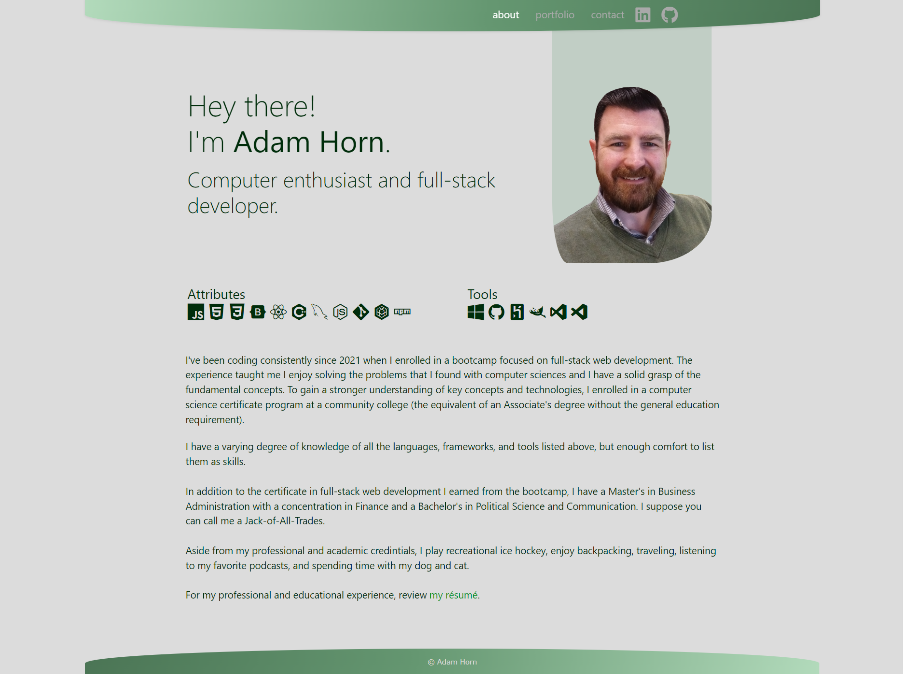 about portfolio contact in
Hey there!
I'm Adam Horn.
Computer enthusiast and full-stack
developer.
Attributes
Tools
JS 5 3 B C JS npm
I've been coding consistently since 2021 when I enrolled in a bootcamp focused on full-stack web development. The
experience taught me I enjoy solving the problems that I found with computer sciences and I have a solid grasp of the
fundamental concepts. To gain a stronger understanding of key concepts and technologies, I enrolled in a computer
science certificate program at a community college (the equivalent of an Associate's degree without the general education
requirement).
I have a varying degree of knowledge of all the languages, frameworks, and tools listed above, but enough comfort to list
them as skills.
In addition to the certificate in full-stack web development I earned from the bootcamp, I have a Master's in Business
Administration with a concentration in Finance and a Bachelor's in Political Science and Communication. I suppose you
can call me a Jack-of-All-Trades.
Aside from my professional and academic credintials, I play recreational ice hockey, enjoy backpacking, traveling, listening
to my favorite podcasts, and spending time with my dog and cat.
For my professional and educational experience, review my résumé.
© Adam Horn